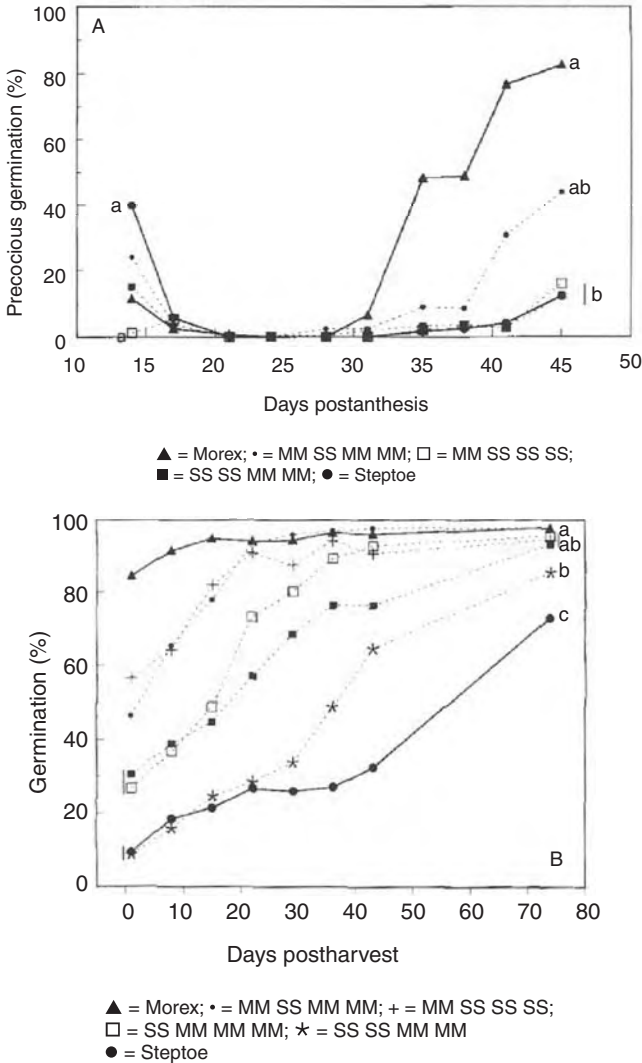 A
Precocious germination (%)
100
80
60
40
20
0
a
a
ab
b
10 15 20 25 30 35 40 45 50
Days postanthesis
▲ = Morex; • = MM SS MM MM; □ = MM SS SS SS;
■ = SS SS MM MM; ● = Steptoe
Germination (%)
100
80
60
40
20
0
a
ab
b
c
B
0 10 20 30 40 50 60 70 80
Days postharvest
▲ = Morex; • = MM SS MM MM; + = MM SS SS SS;
□ = SS MM MM MM; * = SS SS MM MM
● = Steptoe